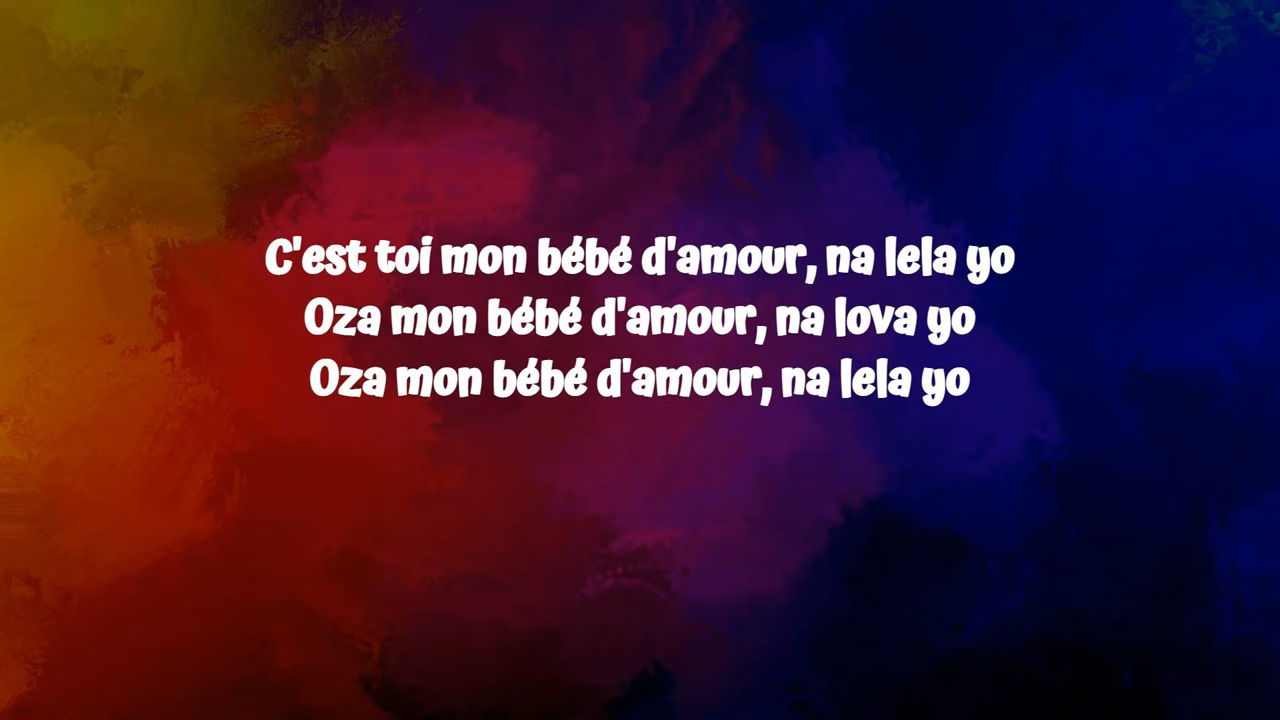 C'est toi mon bébé d'amour, na lela yo
Oza mon bébé d'amour, na lova yo
Oza mon bébé d'amour, na lela yo